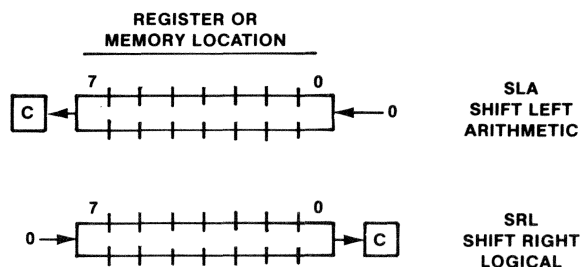 REGISTER OR
MEMORY LOCATION
7 0
C 0
SLA
SHIFT LEFT
ARITHMETIC
7 0
0 C
SRL
SHIFT RIGHT
LOGICAL